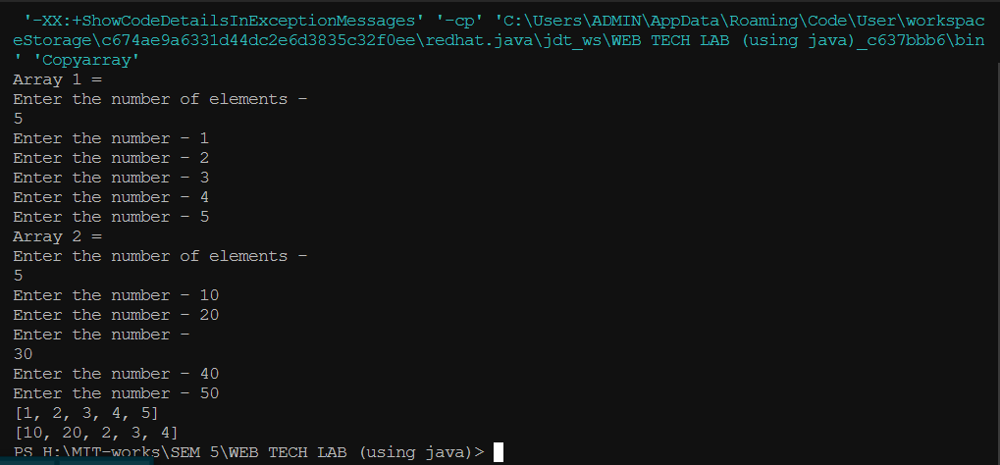 '-XX:+ShowCodeDetailsInExceptionMessages' '-cp' 'C:\Users\ADMIN\AppData\Roaming\Code\User\workspac
eStorage\c674ae9a6331d44dc2e6d3835c32f0ee\redhat.java\jdt_ws\WEB TECH LAB (using java)_c637bbb6\bin
' 'Copyarray'
Array 1 =
Enter the number of elements -
5
Enter the number - 1
Enter the number - 2
Enter the number - 3
Enter the number - 4
Enter the number - 5
Array 2 =
Enter the number of elements -
5
Enter the number - 10
Enter the number - 20
Enter the number -
30
Enter the number - 40
Enter the number - 50
[1, 2, 3, 4, 5]
[10, 20, 2, 3, 4]
PS H:\MIT-works\SEM 5\WEB TECH LAB (using java)>